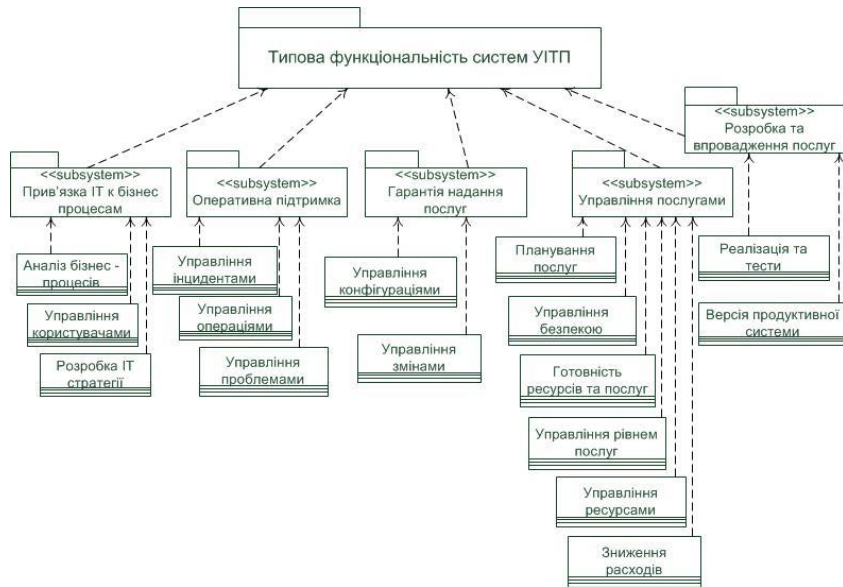 Типова функціональність систем УІТП
<<subsystem>>
Розробка та
впровадження послуг
<<subsystem>>
Прив'язка ІТ к бізнес
процесам
<<subsystem>>
Оперативна підтримка
<<subsystem>>
Гарантія надання
послуг
<<subsystem>>
Управління послугами
Аналіз бізнес -
процесів
Управління
користувачами
Розробка ІТ
стратегії
Управління
інцидентами
Управління
операціями
Управління
проблемами
Управління
конфігураціями
Управління
змінами
Планування
послуг
Управління
безпекою
Готовність
ресурсів та послуг
Управління рівнем
послуг
Управління
ресурсами
Зниження
расходів
Реалізація та
тести
Версія продуктивної
системи